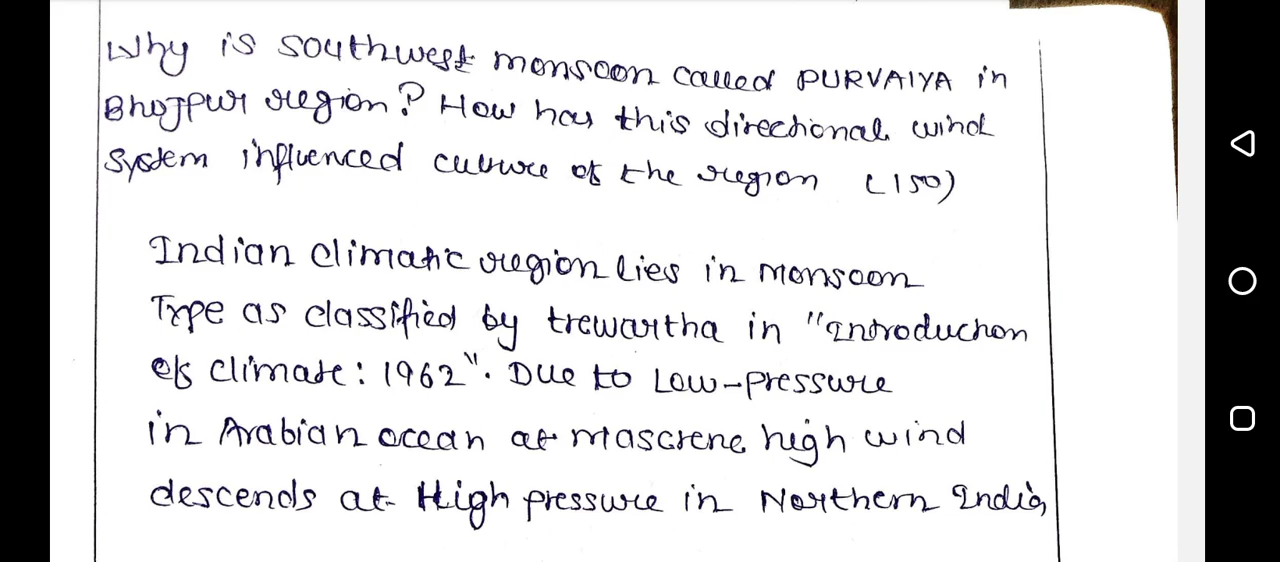 Why is southwest monsoon called PURVAIYA in
Bhojpur region? How has this directional wind
System influenced culture of the region (150)
Indian climatic region lies in monsoon
Type as classified by trewartha in "Introduction
of climate: 1962". Due to Low-pressure
in Arabian ocean at mascrene high wind
descends at High pressure in Northern India,